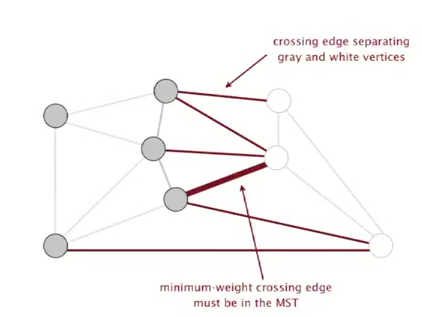 crossing edge separating
gray and white vertices
minimum-weight crossing edge
must be in the MST